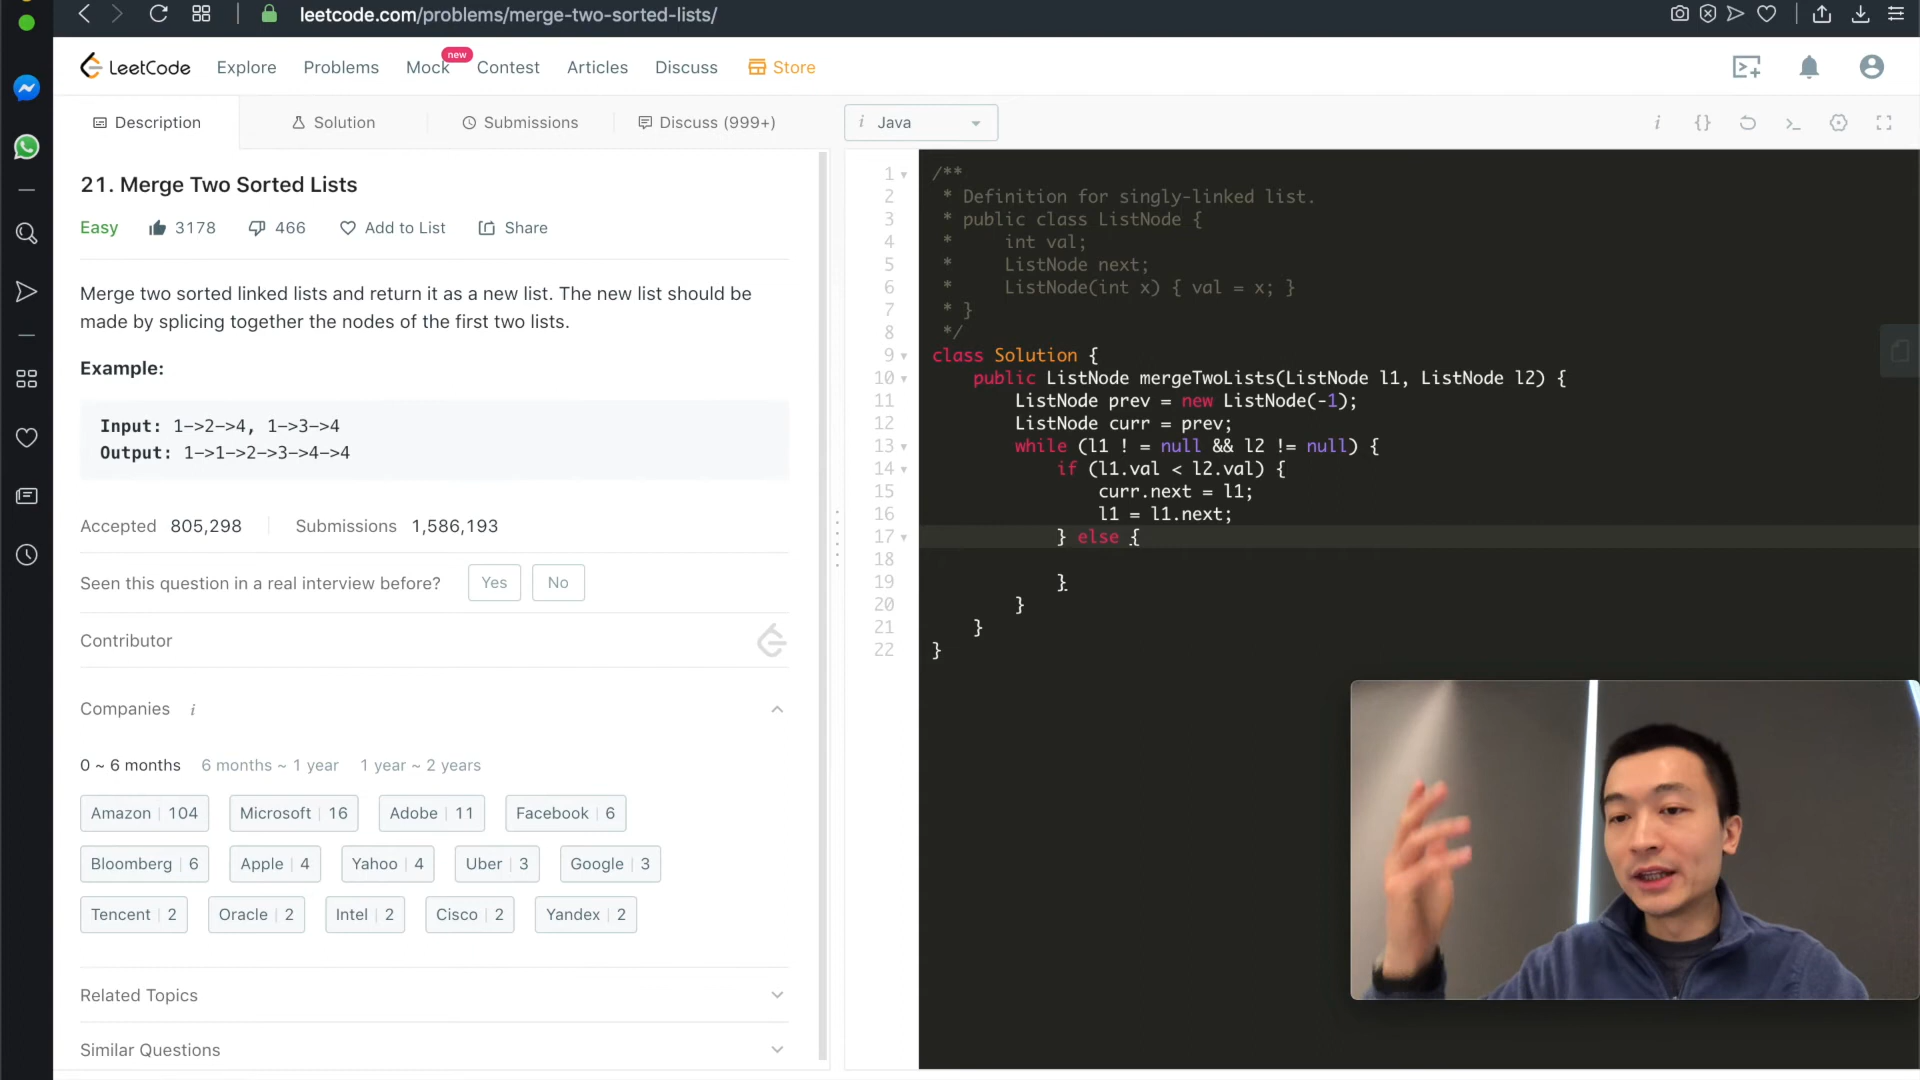 leetcode.com/problems/merge-two-sorted-lists/
LeetCode
Explore
Problems
Mock
new
Contest
Articles
Discuss
Store
Description
Solution
Submissions
Discuss (999+)
i Java
i
{}
21. Merge Two Sorted Lists
Easy
3178
466
Add to List
Share
Merge two sorted linked lists and return it as a new list. The new list should be
made by splicing together the nodes of the first two lists.
Example:
Input: 1->2->4, 1->3->4
Output: 1->1->2->3->4->4
Accepted 805,298
Submissions 1,586,193
Seen this question in a real interview before?
Yes
No
Contributor
Companies i
0 ~ 6 months
6 months ~ 1 year
1 year ~ 2 years
Amazon | 104
Microsoft | 16
Adobe | 11
Facebook | 6
Bloomberg | 6
Apple | 4
Yahoo | 4
Uber | 3
Google | 3
Tencent | 2
Oracle | 2
Intel | 2
Cisco | 2
Yandex | 2
Related Topics
Similar Questions
1 /**
2 * Definition for singly-linked list.
3 * public class ListNode {
4 * int val;
5 * ListNode next;
6 * ListNode(int x) { val = x; }
7 * }
8 */
9 class Solution {
10 public ListNode mergeTwoLists(ListNode l1, ListNode l2) {
11 ListNode prev = new ListNode(-1);
12 ListNode curr = prev;
13 while (l1 ! = null && l2 != null) {
14 if (l1.val < l2.val) {
15 curr.next = l1;
16 l1 = l1.next;
17 } else {
18
19 }
20 }
21 }
22 }